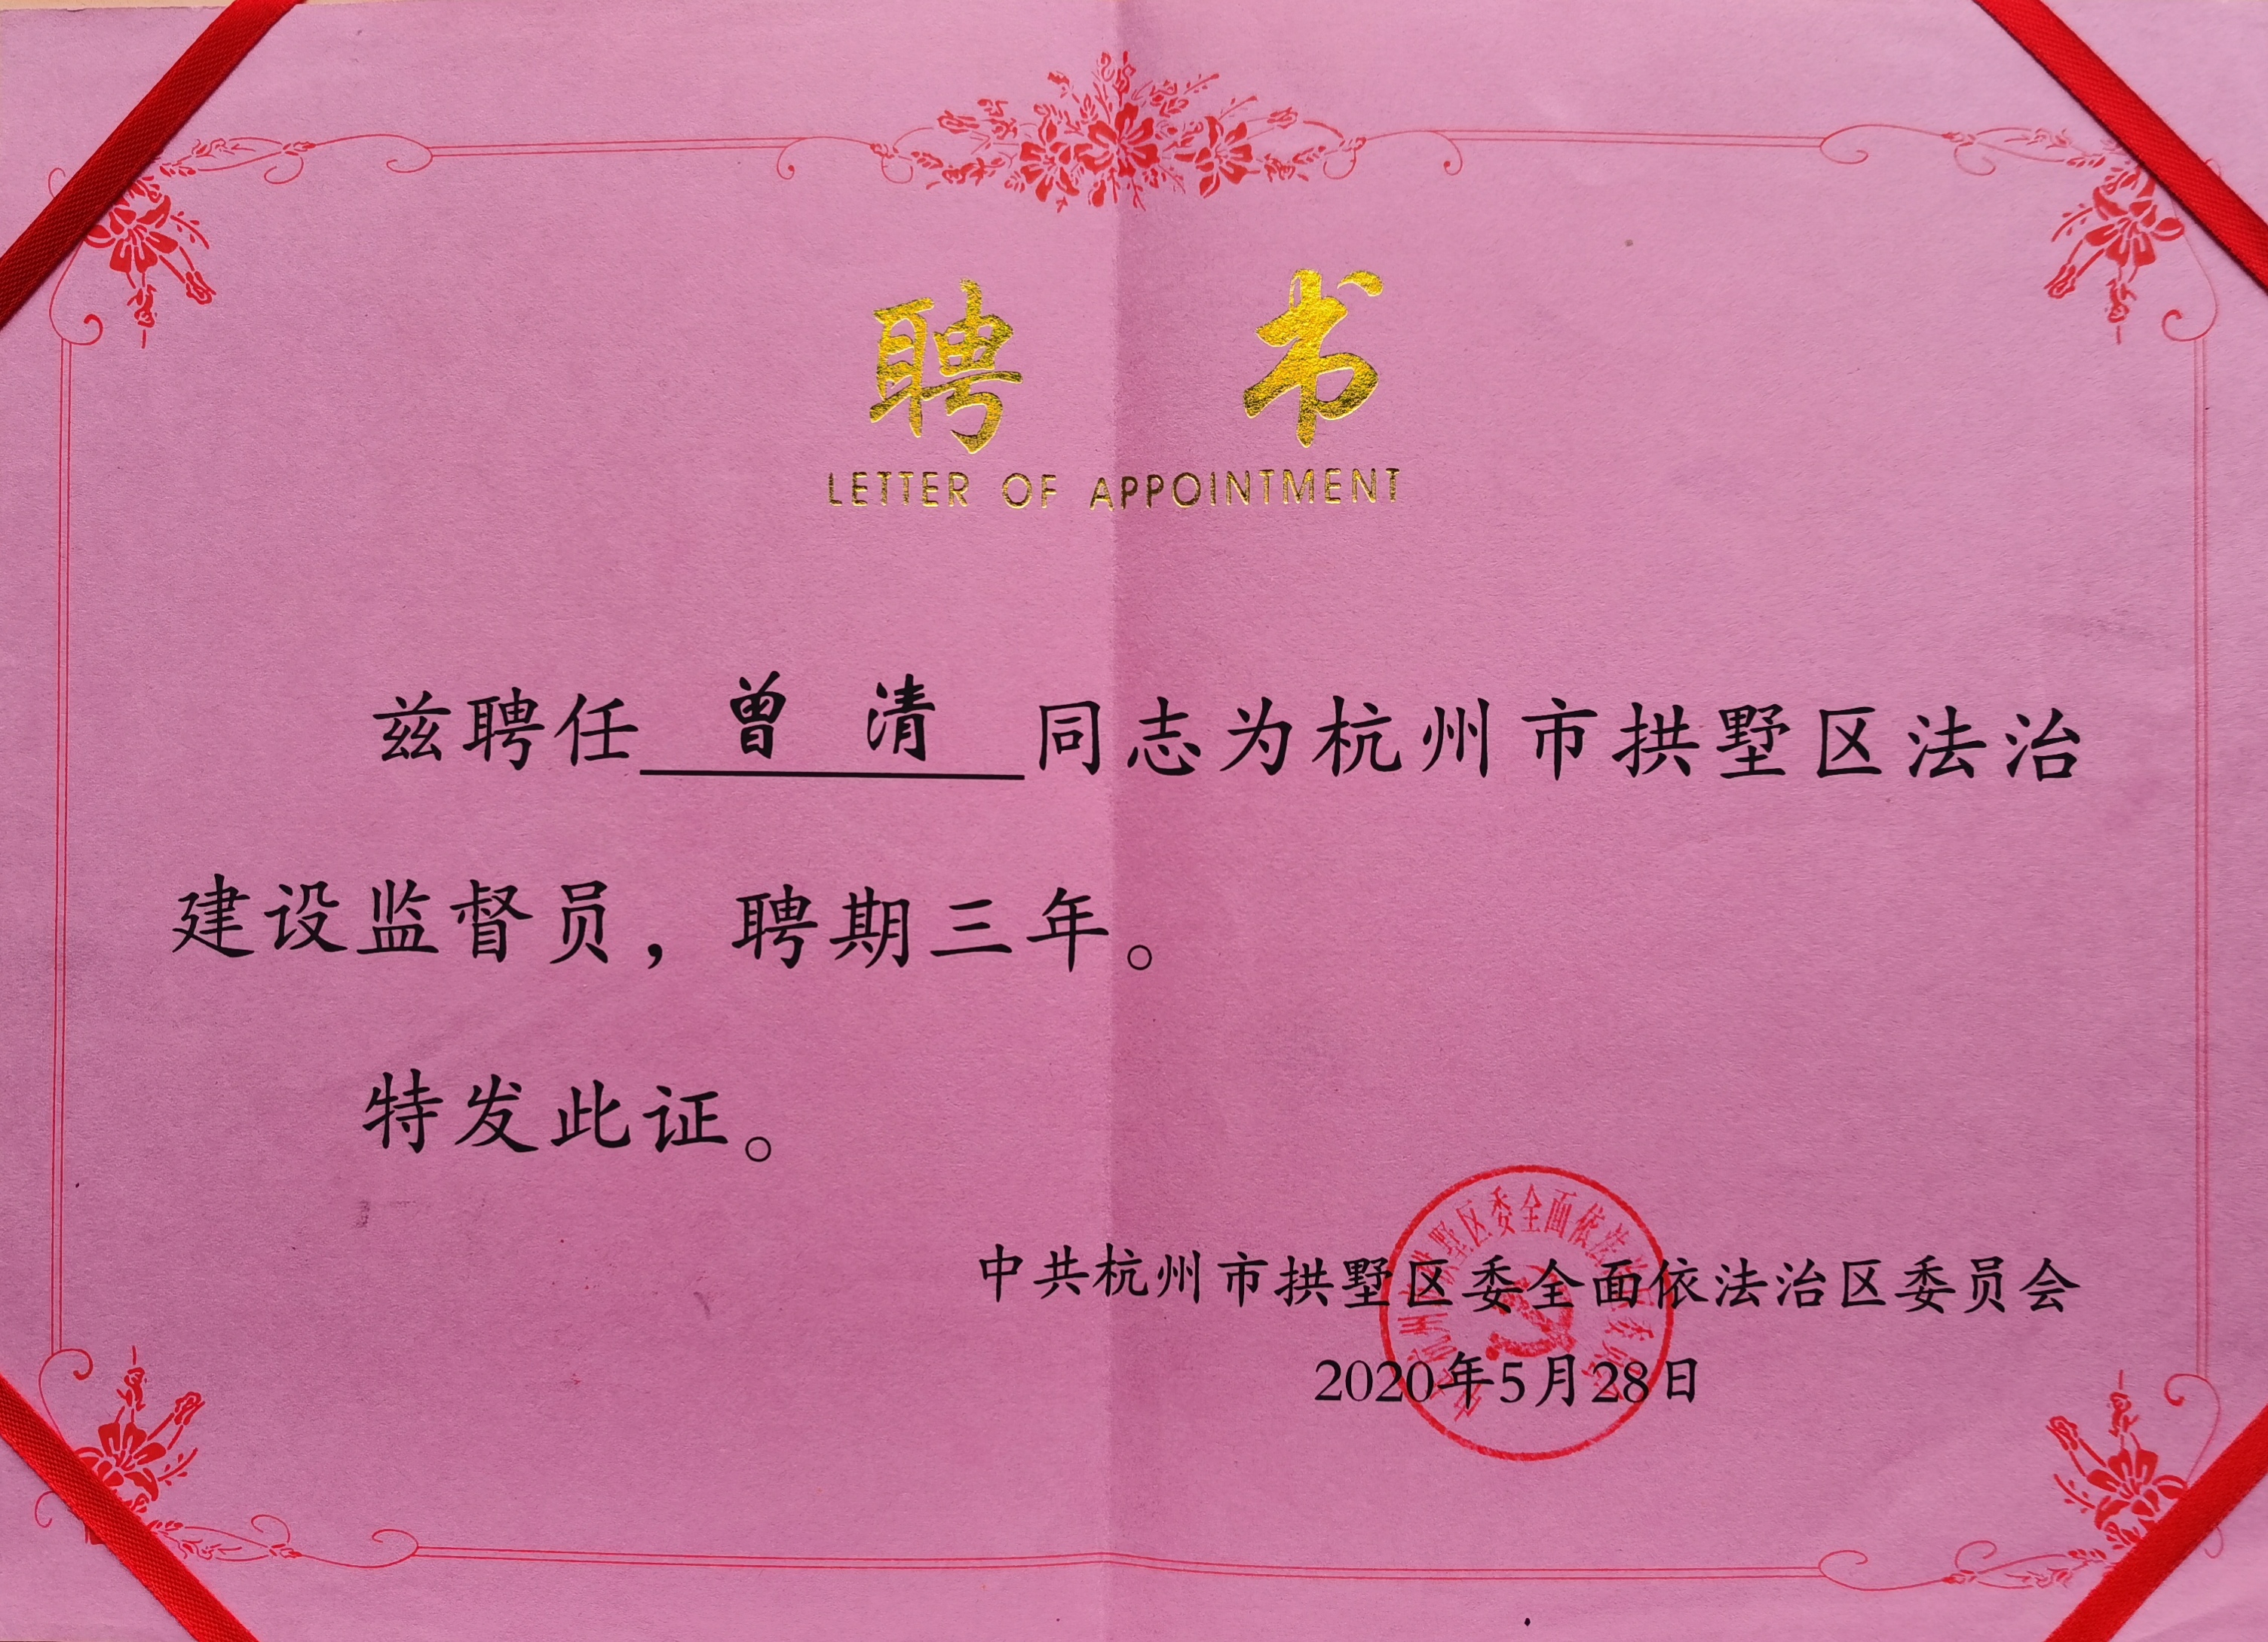 聘 书
LETTER OF APPOINTMENT
兹聘任 曾 清 同志为杭州市拱墅区法治
建设监督员，聘期三年。
特发此证。
中共杭州市拱墅区委全面依法治区委员会
2020年5月28日